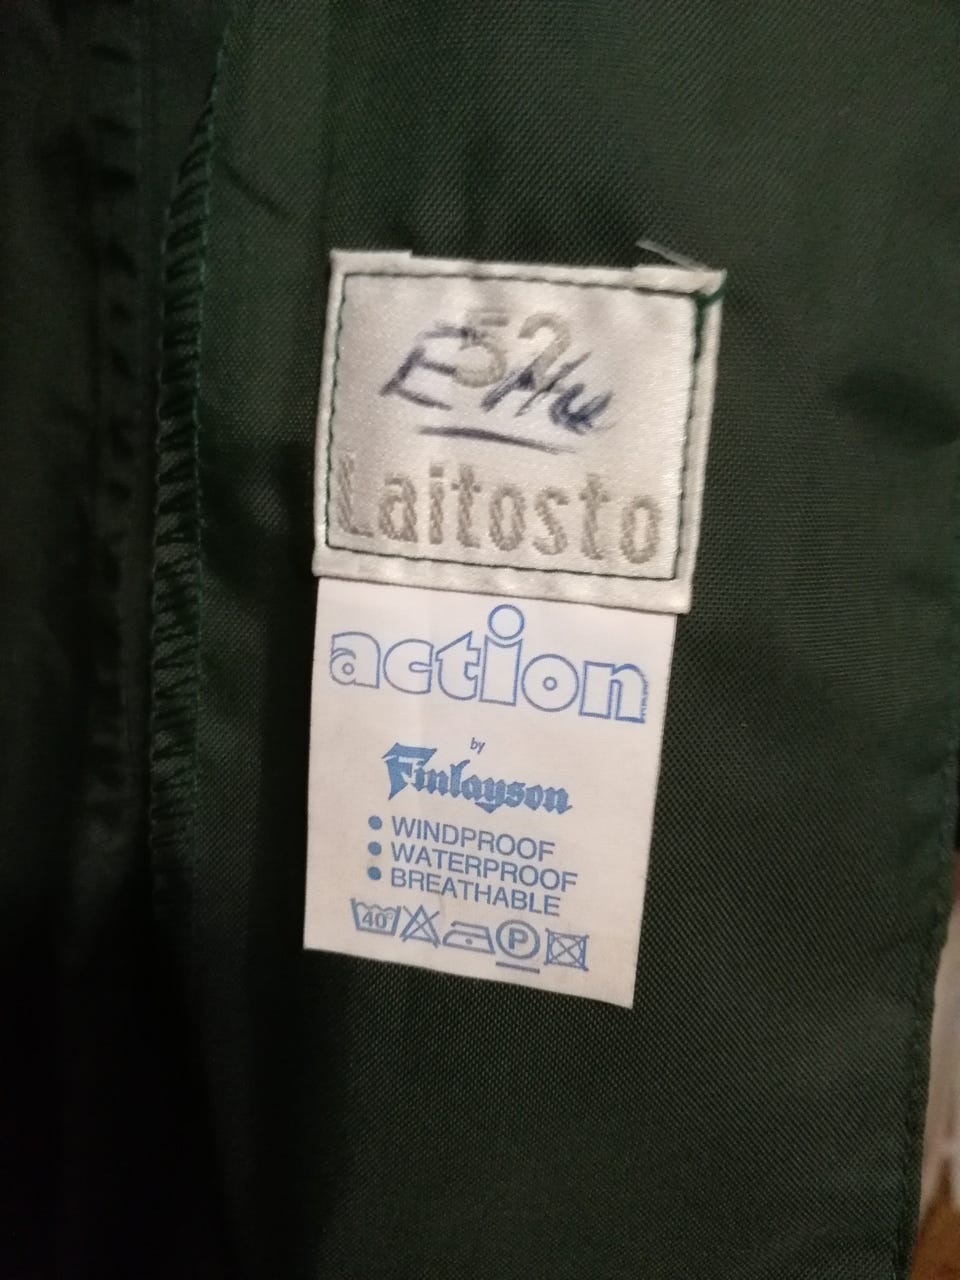 52
Laitosto
action
by
Finlayson
• WINDPROOF
• WATERPROOF
• BREATHABLE
40° P